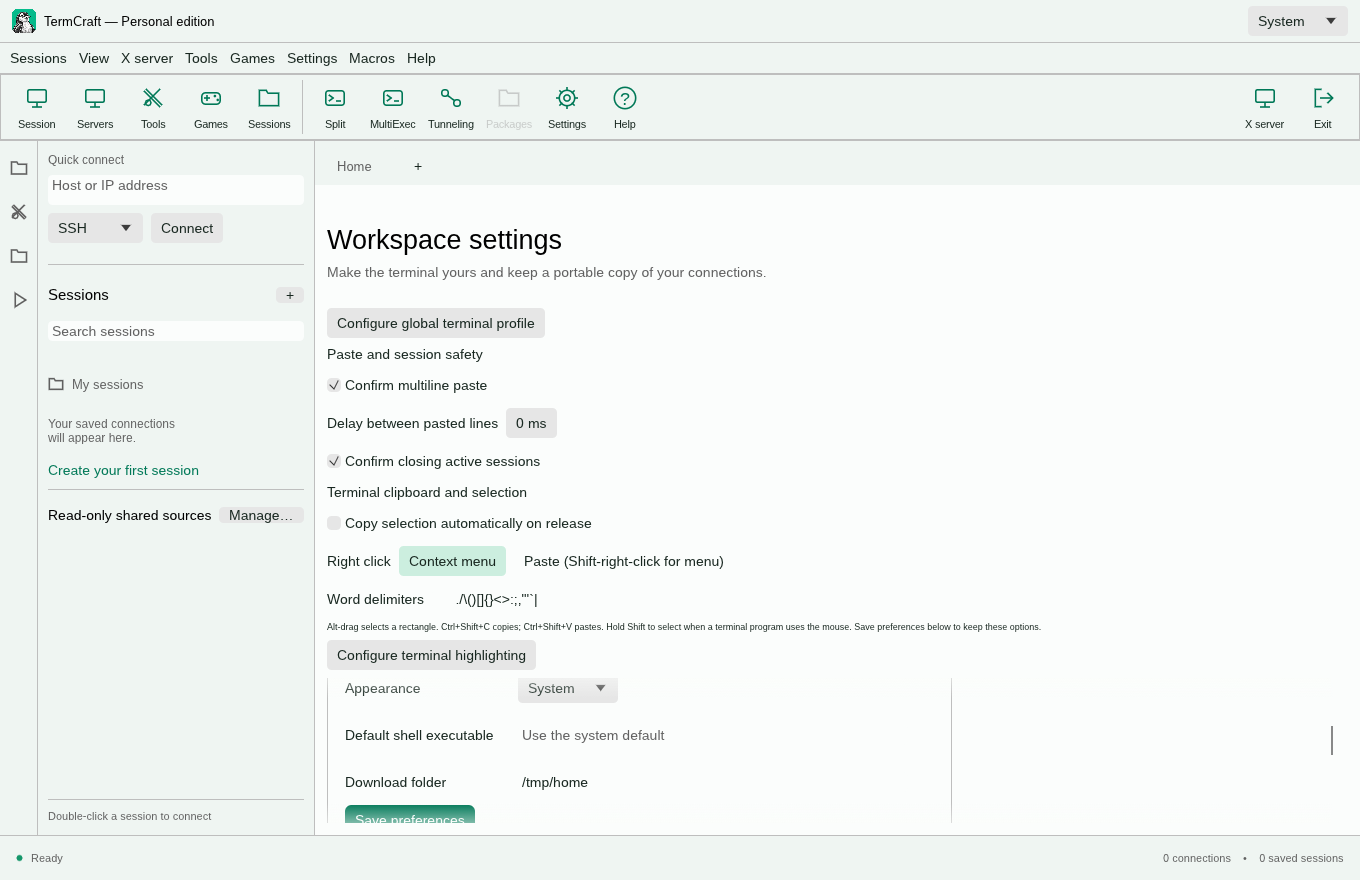 TermCraft — Personal edition
System
Sessions View X server Tools Games Settings Macros Help
Session Servers Tools Games Sessions Split MultiExec Tunneling Packages Settings Help X server Exit
Quick connect
Host or IP address
SSH Connect
Sessions +
Search sessions
My sessions
Your saved connections
will appear here.
Create your first session
Read-only shared sources Manage…
Double-click a session to connect
Home +
Workspace settings
Make the terminal yours and keep a portable copy of your connections.
Configure global terminal profile
Paste and session safety
Confirm multiline paste
Delay between pasted lines 0 ms
Confirm closing active sessions
Terminal clipboard and selection
Copy selection automatically on release
Right click Context menu Paste (Shift-right-click for menu)
Word delimiters ./\()[]{}<>:;,"'`|
Alt-drag selects a rectangle. Ctrl+Shift+C copies; Ctrl+Shift+V pastes. Hold Shift to select when a terminal program uses the mouse. Save preferences below to keep these options.
Configure terminal highlighting
Appearance System
Default shell executable Use the system default
Download folder /tmp/home
Save preferences
Ready
0 connections • 0 saved sessions